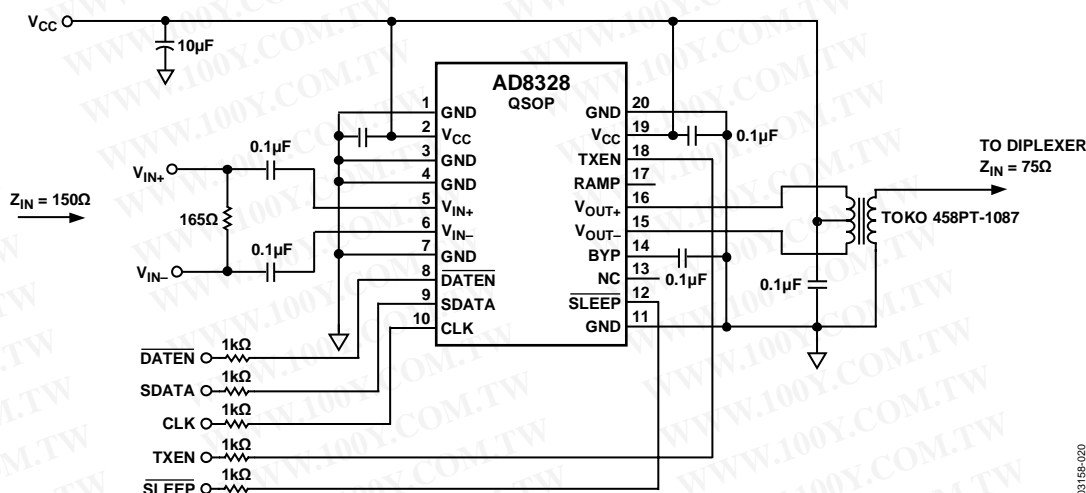 VCC
10µF
AD8328
QSOP
1 GND
2 VCC
3 GND
4 GND
5 VIN+
6 VIN–
7 GND
8 DATEN
9 SDATA
10 CLK
GND 20
VCC 19
TXEN 18
RAMP 17
VOUT+ 16
VOUT– 15
BYP 14
NC 13
SLEEP 12
GND 11
0.1µF
0.1µF
VIN+
ZIN = 150Ω
165Ω
0.1µF
VIN–
0.1µF
0.1µF
TO DIPLEXER
ZIN = 75Ω
TOKO 458PT-1087
DATEN 1kΩ
SDATA 1kΩ
CLK 1kΩ
TXEN 1kΩ
SLEEP 1kΩ
03158-020
WWW.100Y.COM.TW